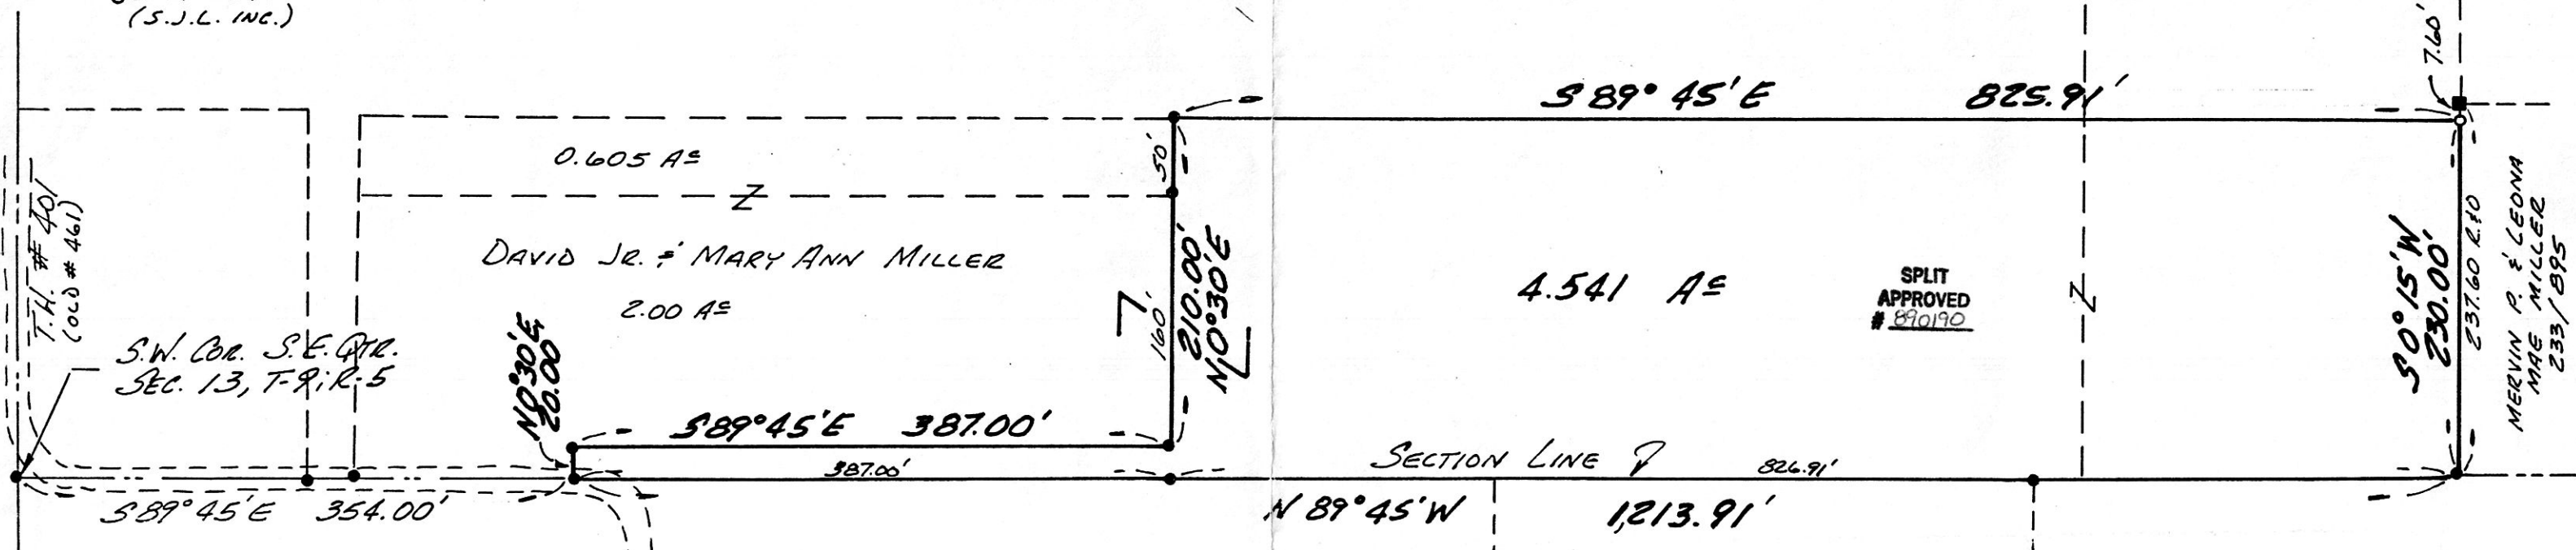 (S.J.L. INC.)
7.60'
S 89° 45' E 825.91'
0.605 Ac
50'
T.H. # 401
(OLD # 461)
DAVID JR. & MARY ANN MILLER
2.00 Ac
160'
210.00'
N 0° 30' E
4.541 Ac
SPLIT
APPROVED
# 890190
S 0° 15' W
230.00'
237.60 R.&D
MERVIN P. & LEONA
MAE MILLER
233/895
S.W. COR. S.E. QTR.
SEC. 13, T-9; R-5
N 0° 30' E
20.00'
S 89° 45' E 387.00'
387.00'
SECTION LINE
826.91'
S 89° 45' E 354.00'
N 89° 45' W 1,213.91'